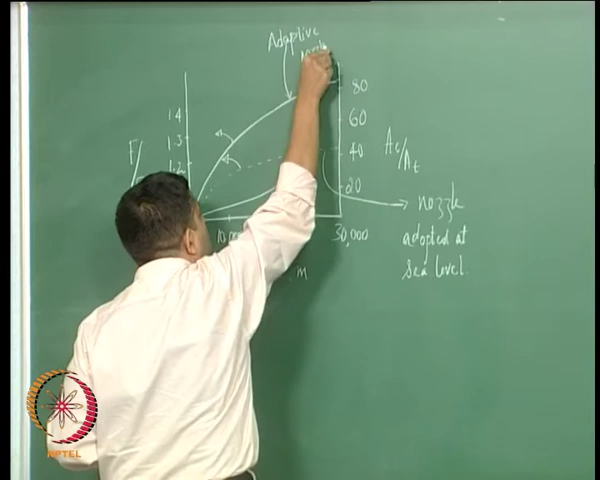 Adaptive
80
1.4
60
1.3
F/
40
Ae/At
1.2
20
nozzle
30,000
adopted at
sea level.
m
NPTEL